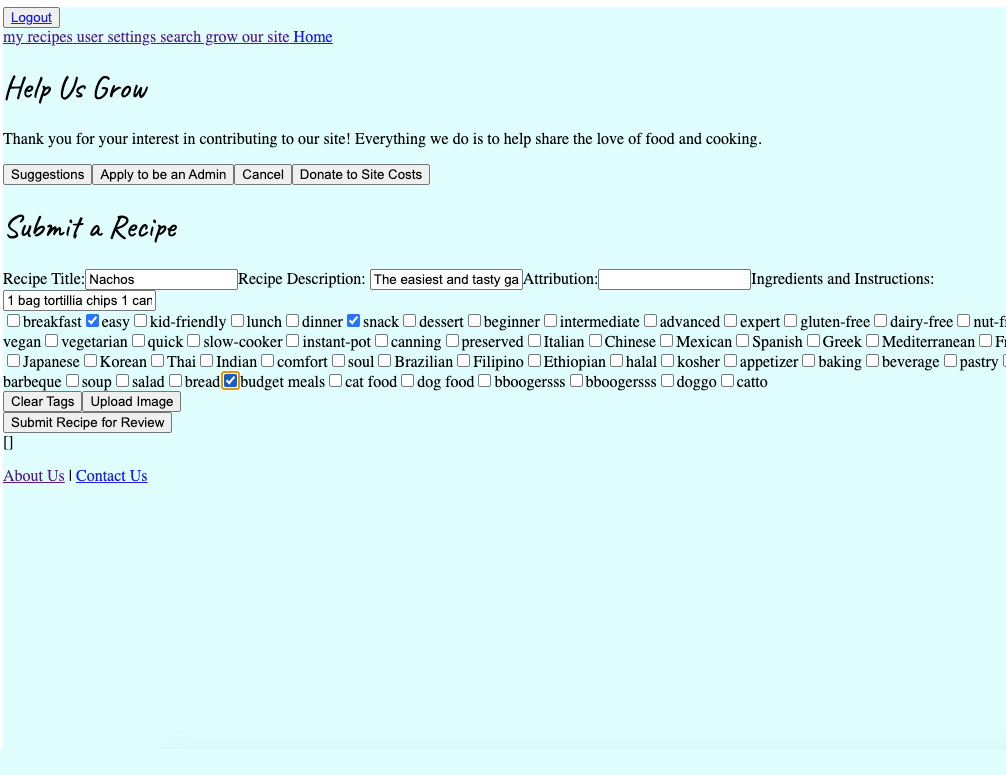 Logout
my recipes user settings search grow our site Home
Help Us Grow
Thank you for your interest in contributing to our site! Everything we do is to help share the love of food and cooking.
Suggestions Apply to be an Admin Cancel Donate to Site Costs
Submit a Recipe
Recipe Title: Nachos Recipe Description: The easiest and tasty ga Attribution: Ingredients and Instructions:
1 bag tortillia chips 1 can
breakfast easy kid-friendly lunch dinner snack dessert beginner intermediate advanced expert gluten-free dairy-free nut-f
vegan vegetarian quick slow-cooker instant-pot canning preserved Italian Chinese Mexican Spanish Greek Mediterranean F
Japanese Korean Thai Indian comfort soul Brazilian Filipino Ethiopian halal kosher appetizer baking beverage pastry
barbeque soup salad bread budget meals cat food dog food bboogersss bboogersss doggo catto
Clear Tags Upload Image
Submit Recipe for Review
[]
About Us | Contact Us